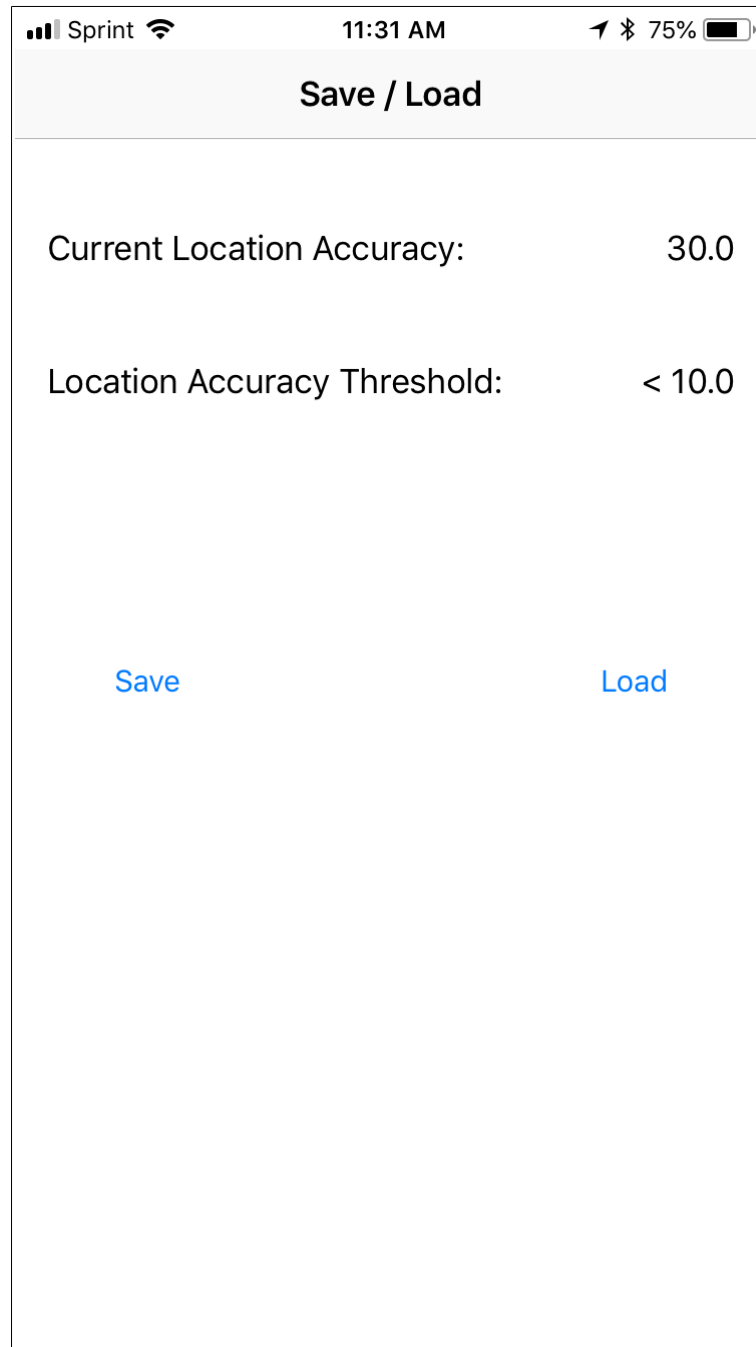 Sprint 11:31 AM 75%
Save / Load
Current Location Accuracy: 30.0
Location Accuracy Threshold: < 10.0
Save Load